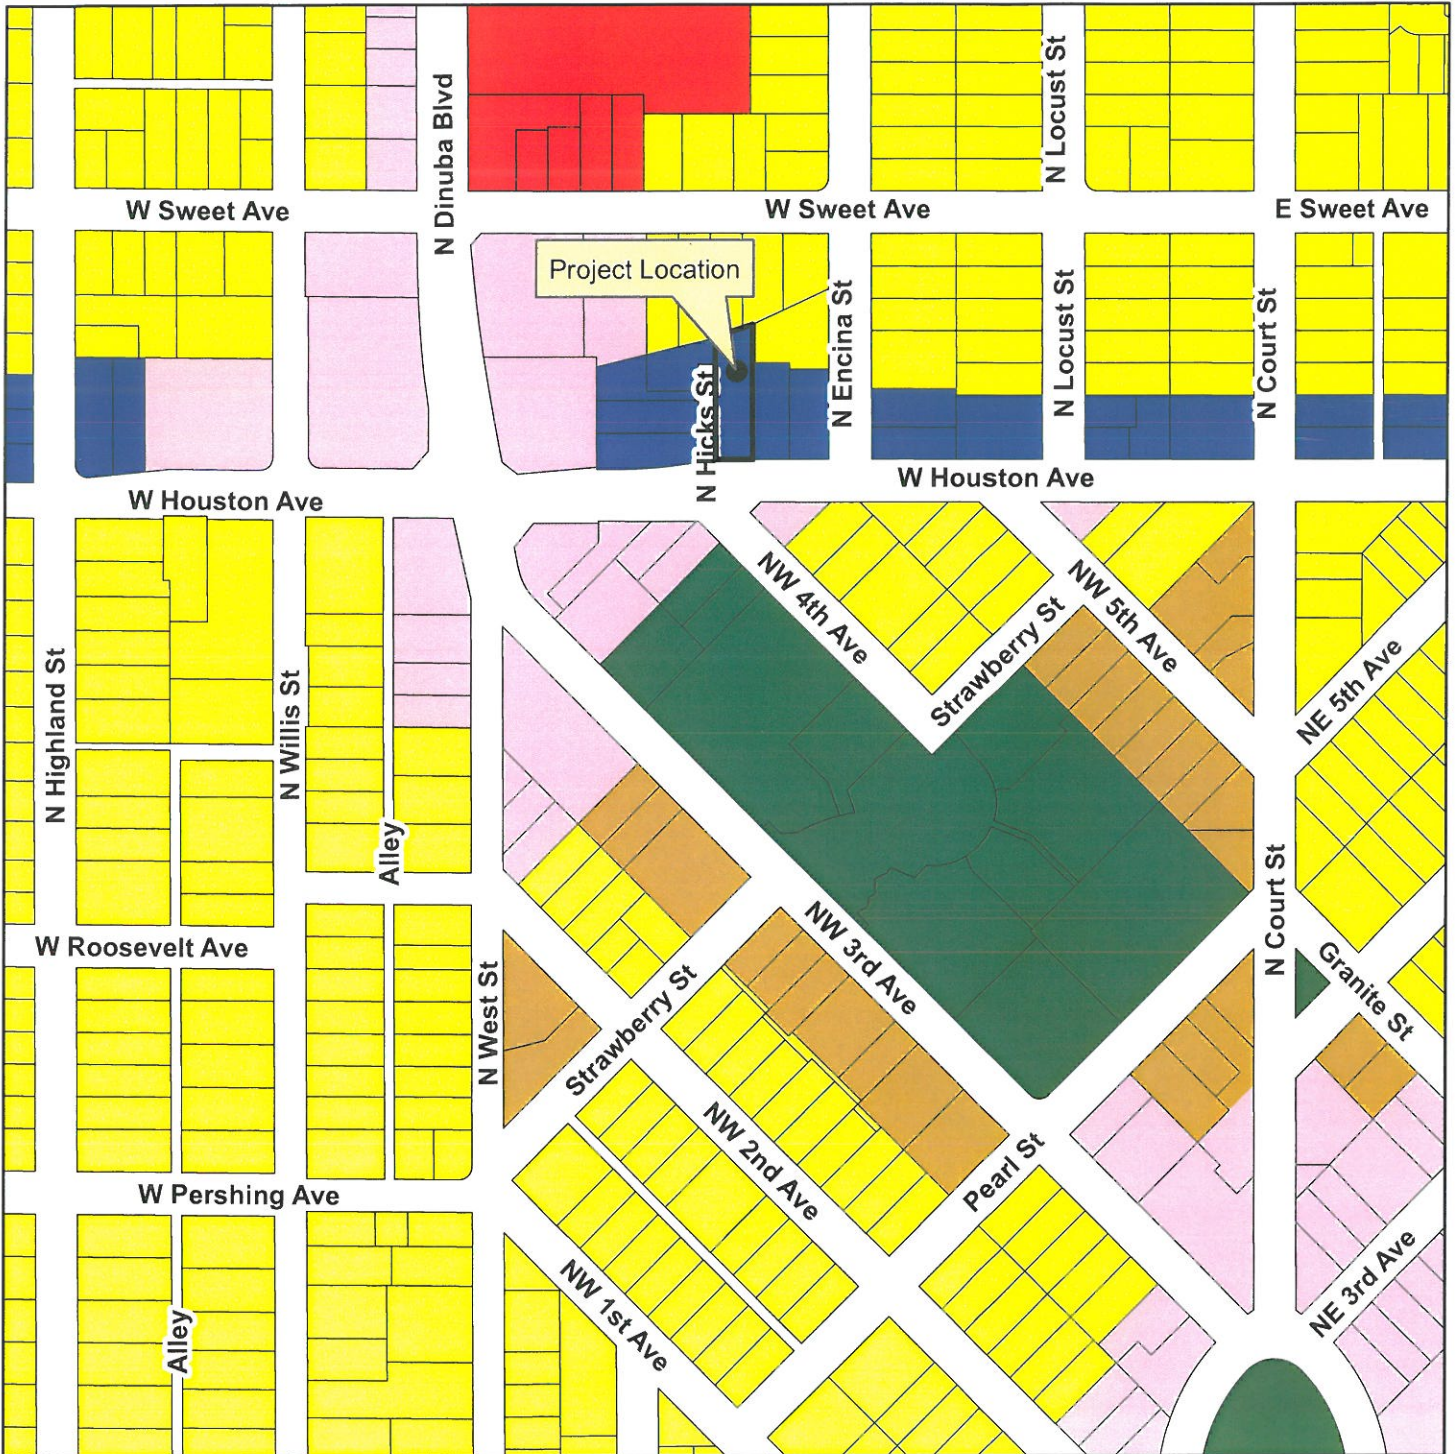 N Dinuba Blvd
N Locust St
W Sweet Ave
W Sweet Ave
E Sweet Ave
Project Location
N Hicks St
N Encina St
N Locust St
N Court St
W Houston Ave
W Houston Ave
NW 4th Ave
NW 5th Ave
Strawberry St
NE 5th Ave
N Highland St
N Willis St
Alley
N Court St
W Roosevelt Ave
NW 3rd Ave
Granite St
N West St
Strawberry St
NW 2nd Ave
Pearl St
W Pershing Ave
NW 1st Ave
NE 3rd Ave
Alley